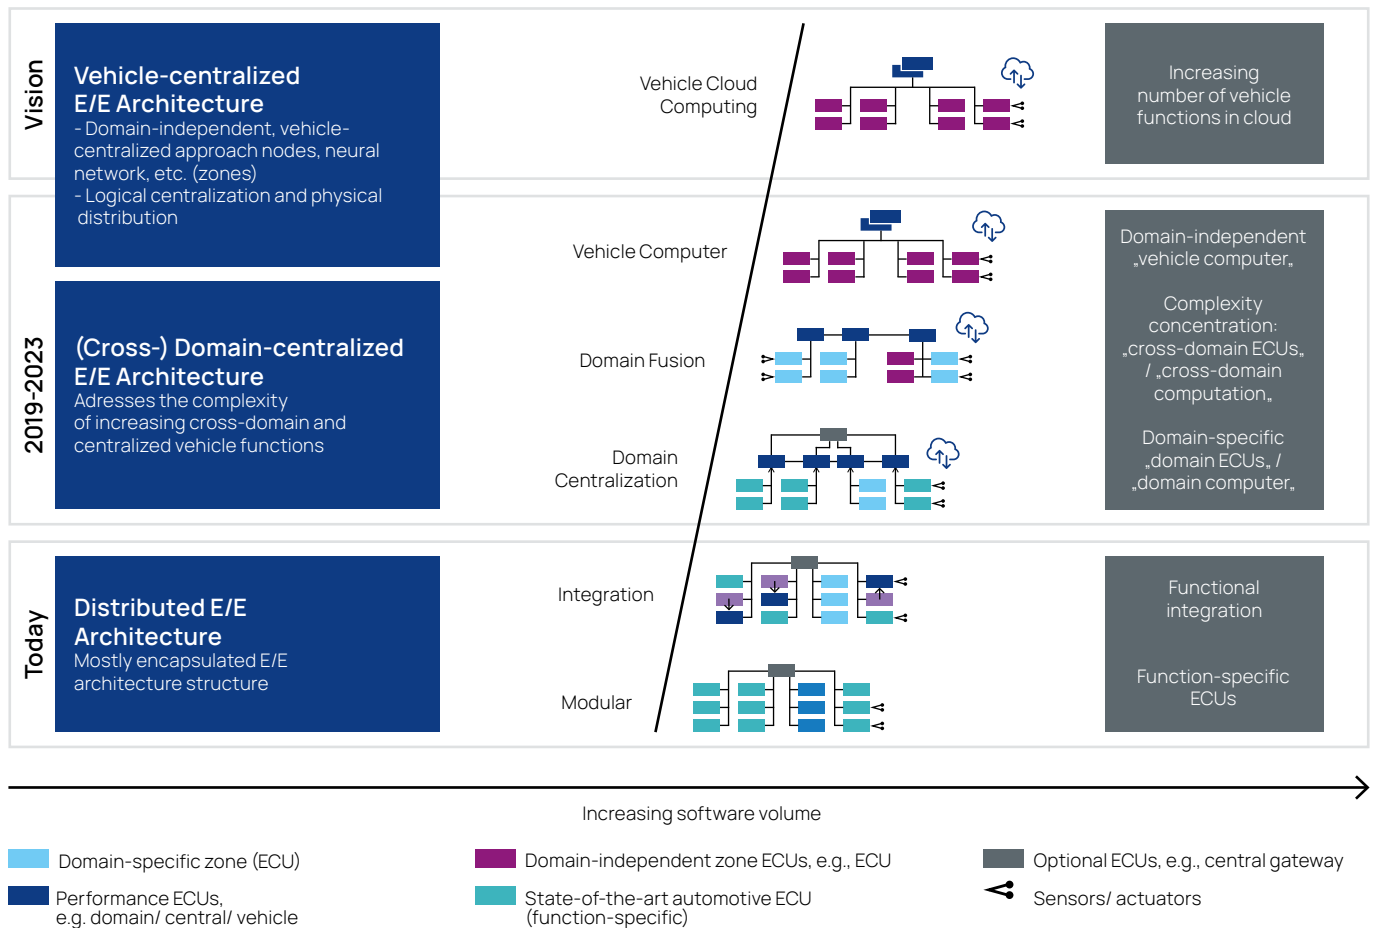 Vision
Vehicle-centralized
E/E Architecture
- Domain-independent, vehicle-
centralized approach nodes, neural
network, etc. (zones)
- Logical centralization and physical
distribution
Vehicle Cloud
Computing
Increasing
number of vehicle
functions in cloud
2019-2023
(Cross-) Domain-centralized
E/E Architecture
Adresses the complexity
of increasing cross-domain and
centralized vehicle functions
Vehicle Computer
Domain Fusion
Domain
Centralization
Domain-independent
„vehicle computer„
Complexity
concentration:
„cross-domain ECUs„
/ „cross-domain
computation„
Domain-specific
„domain ECUs„ /
„domain computer„
Today
Distributed E/E
Architecture
Mostly encapsulated E/E
architecture structure
Integration
Modular
Functional
integration
Function-specific
ECUs
Increasing software volume
Domain-specific zone (ECU)
Performance ECUs,
e.g. domain/ central/ vehicle
Domain-independent zone ECUs, e.g., ECU
State-of-the-art automotive ECU
(function-specific)
Optional ECUs, e.g., central gateway
Sensors/ actuators